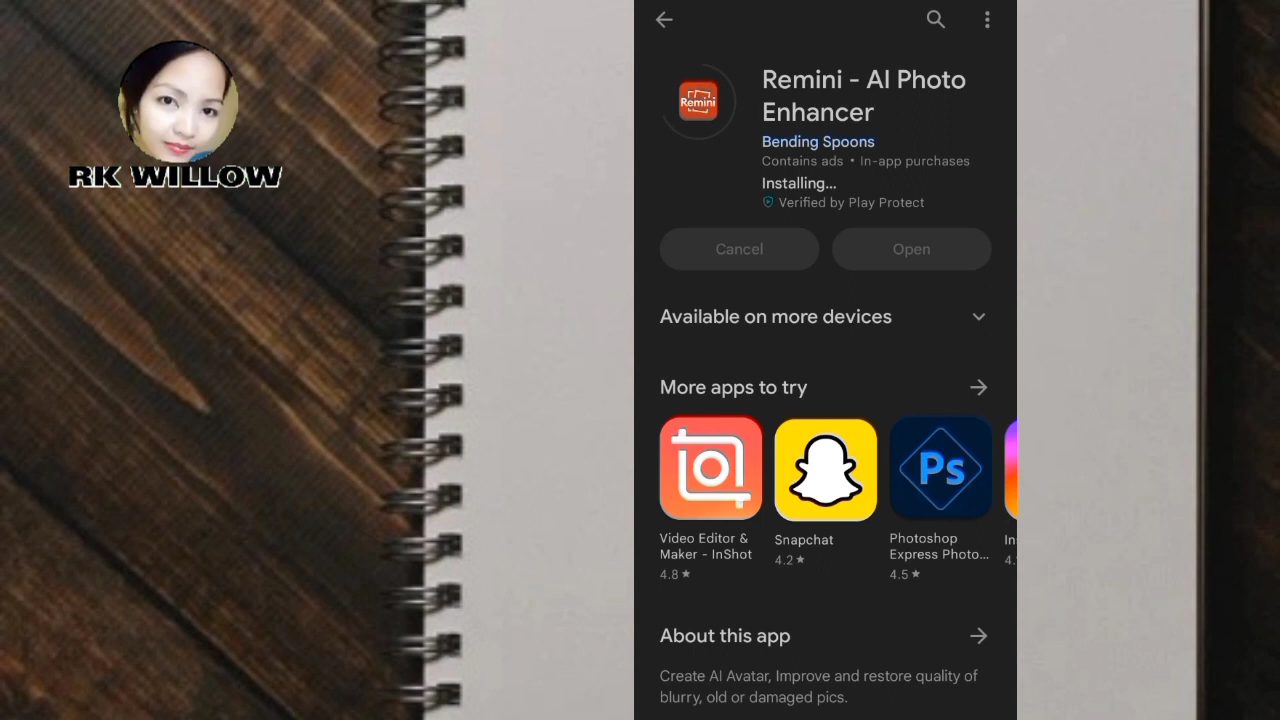 RK WILLOW
Remini
Remini - AI Photo
Enhancer
Bending Spoons
Contains ads • In-app purchases
Installing...
Verified by Play Protect
Cancel
Open
Available on more devices
More apps to try
Ps
Video Editor &
Maker - InShot
4.8★
Snapchat
4.2★
Photoshop
Express Photo...
4.5★
In
4.
About this app
Create AI Avatar, Improve and restore quality of
blurry, old or damaged pics.